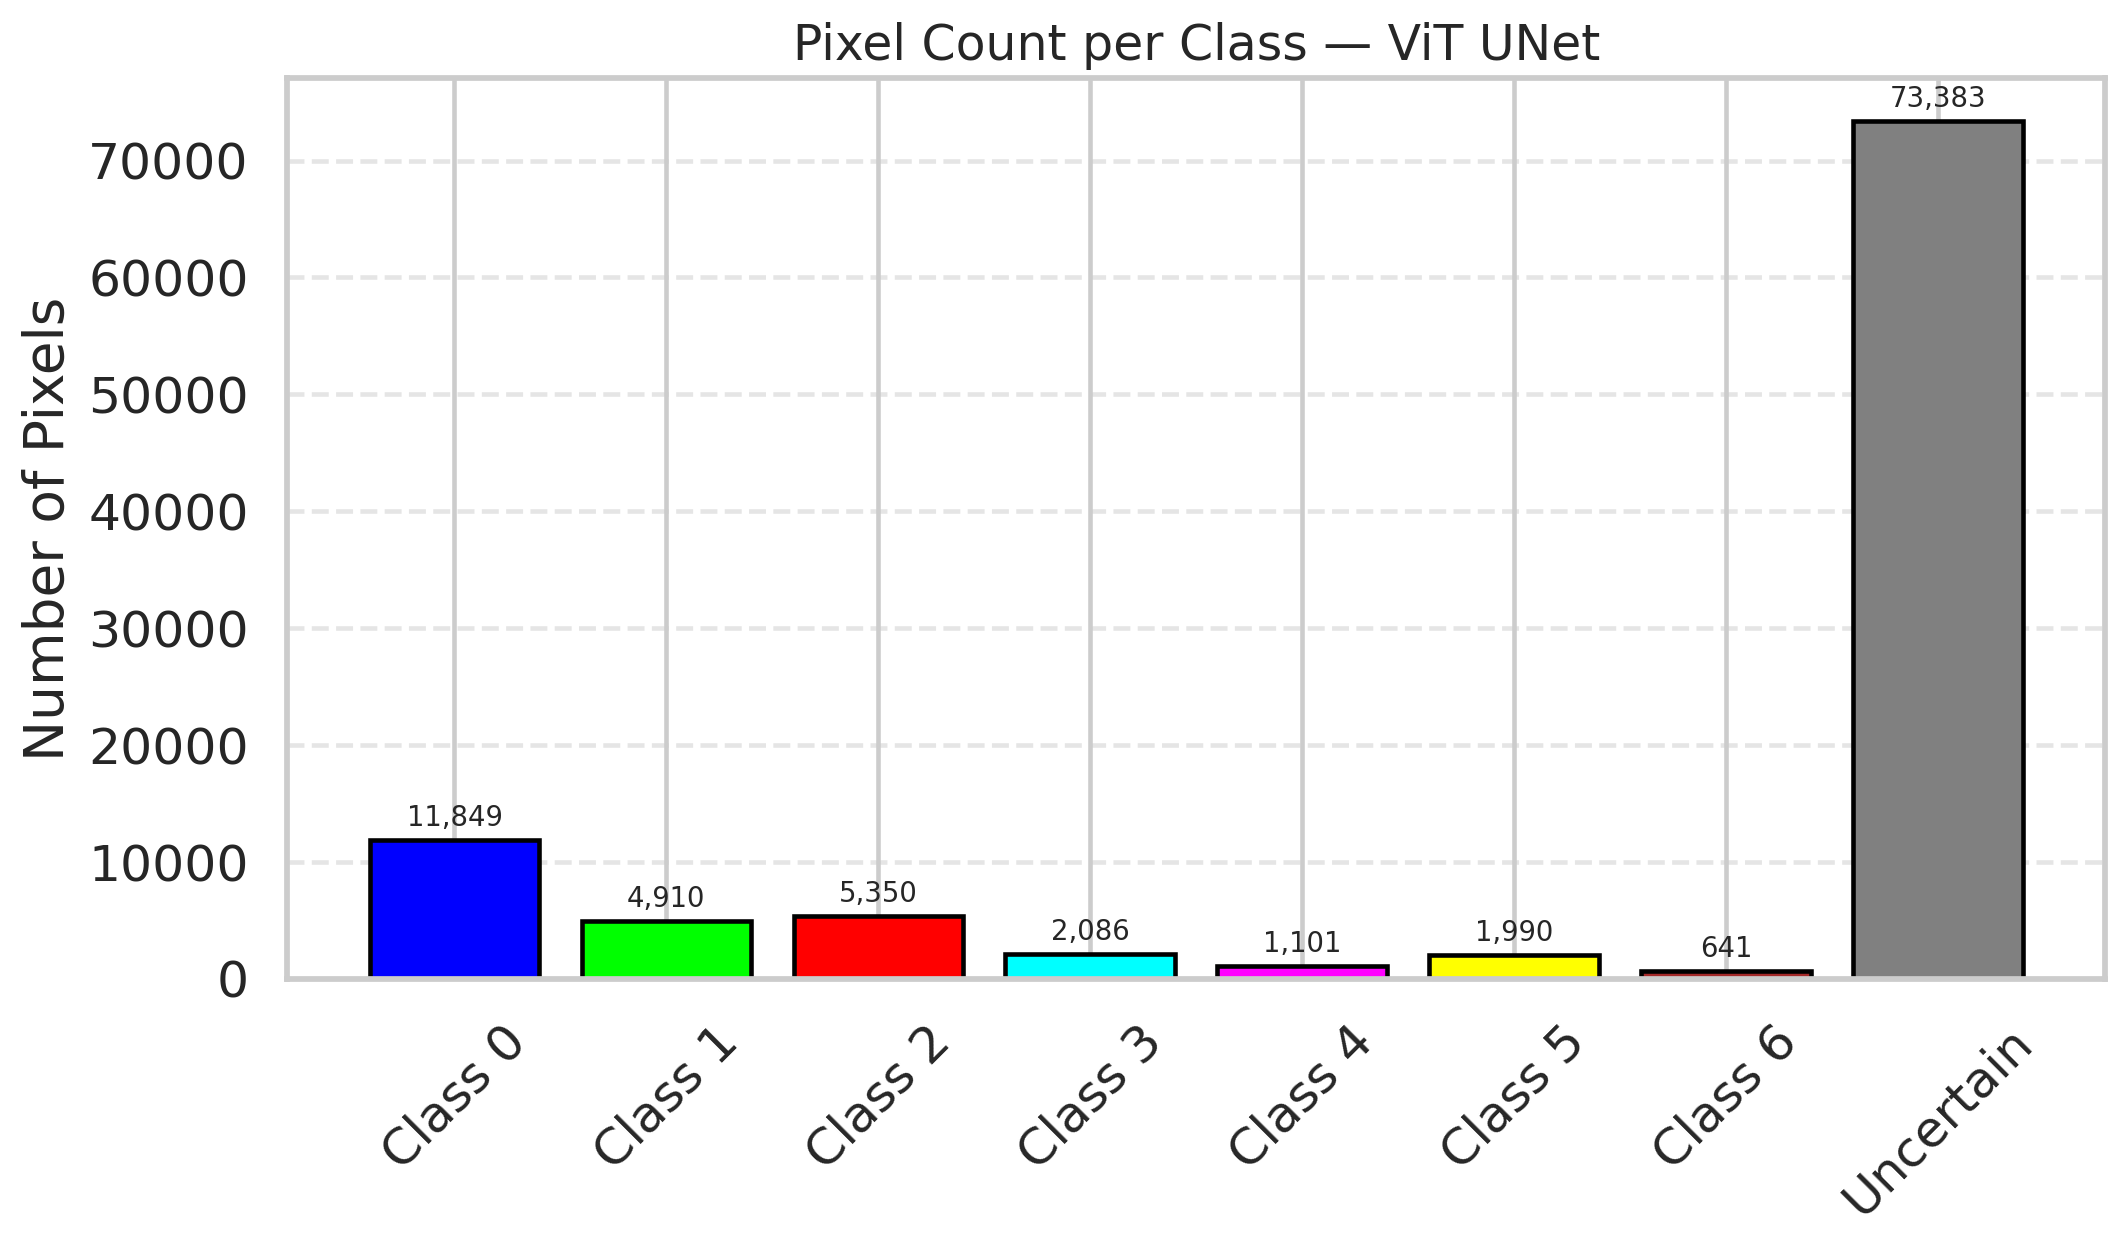 Pixel Count per Class — ViT UNet
Number of Pixels
70000
60000
50000
40000
30000
20000
10000
0
11,849
4,910
5,350
2,086
1,101
1,990
641
73,383
Class 0
Class 1
Class 2
Class 3
Class 4
Class 5
Class 6
Uncertain